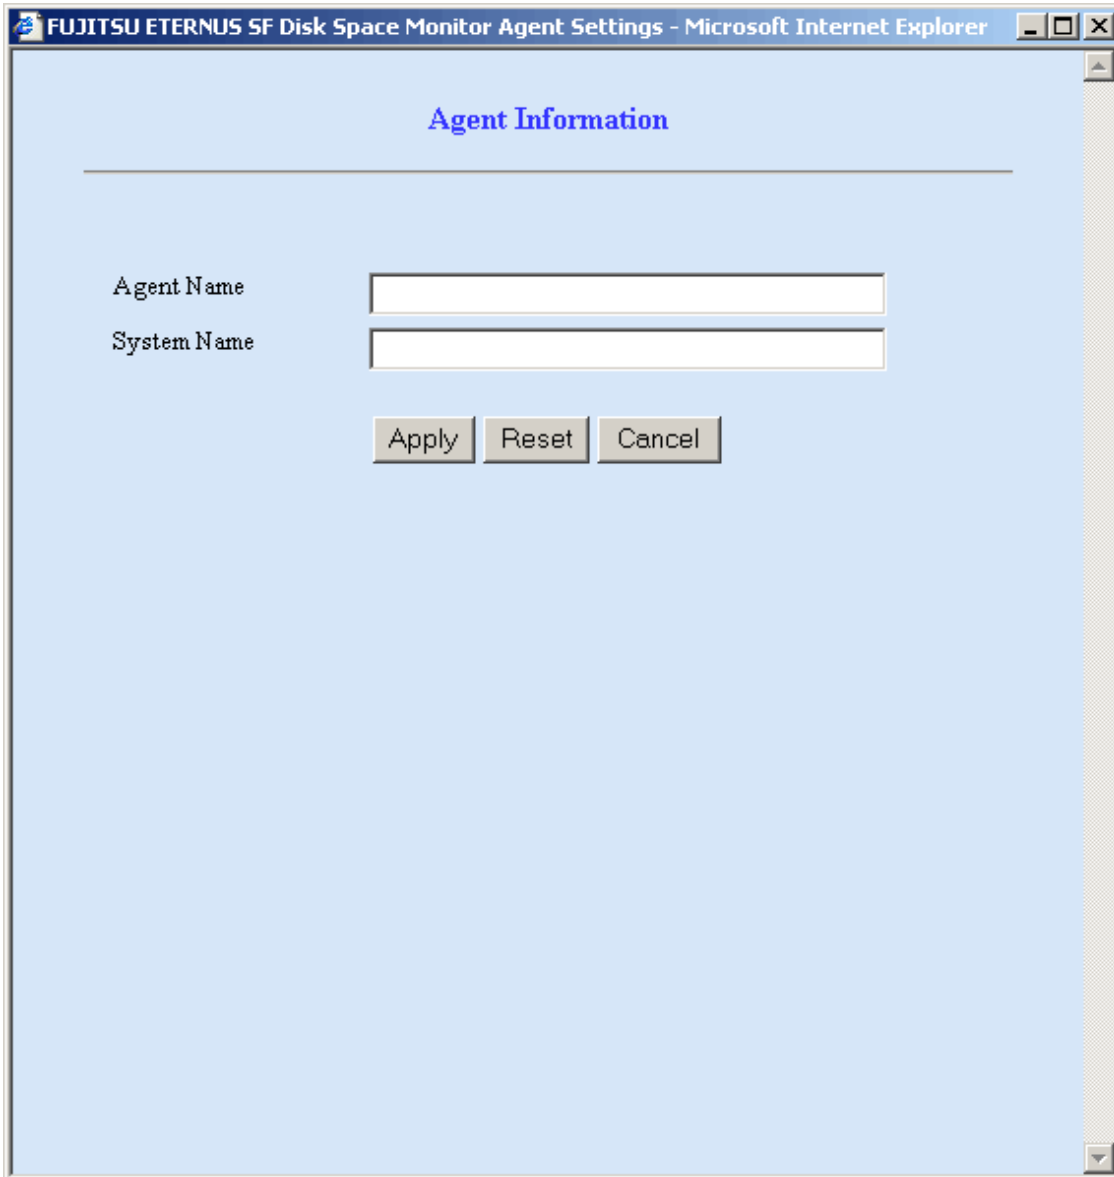 FUJITSU ETERNUS SF Disk Space Monitor Agent Settings - Microsoft Internet Explorer
Agent Information
Agent Name
System Name
Apply Reset Cancel